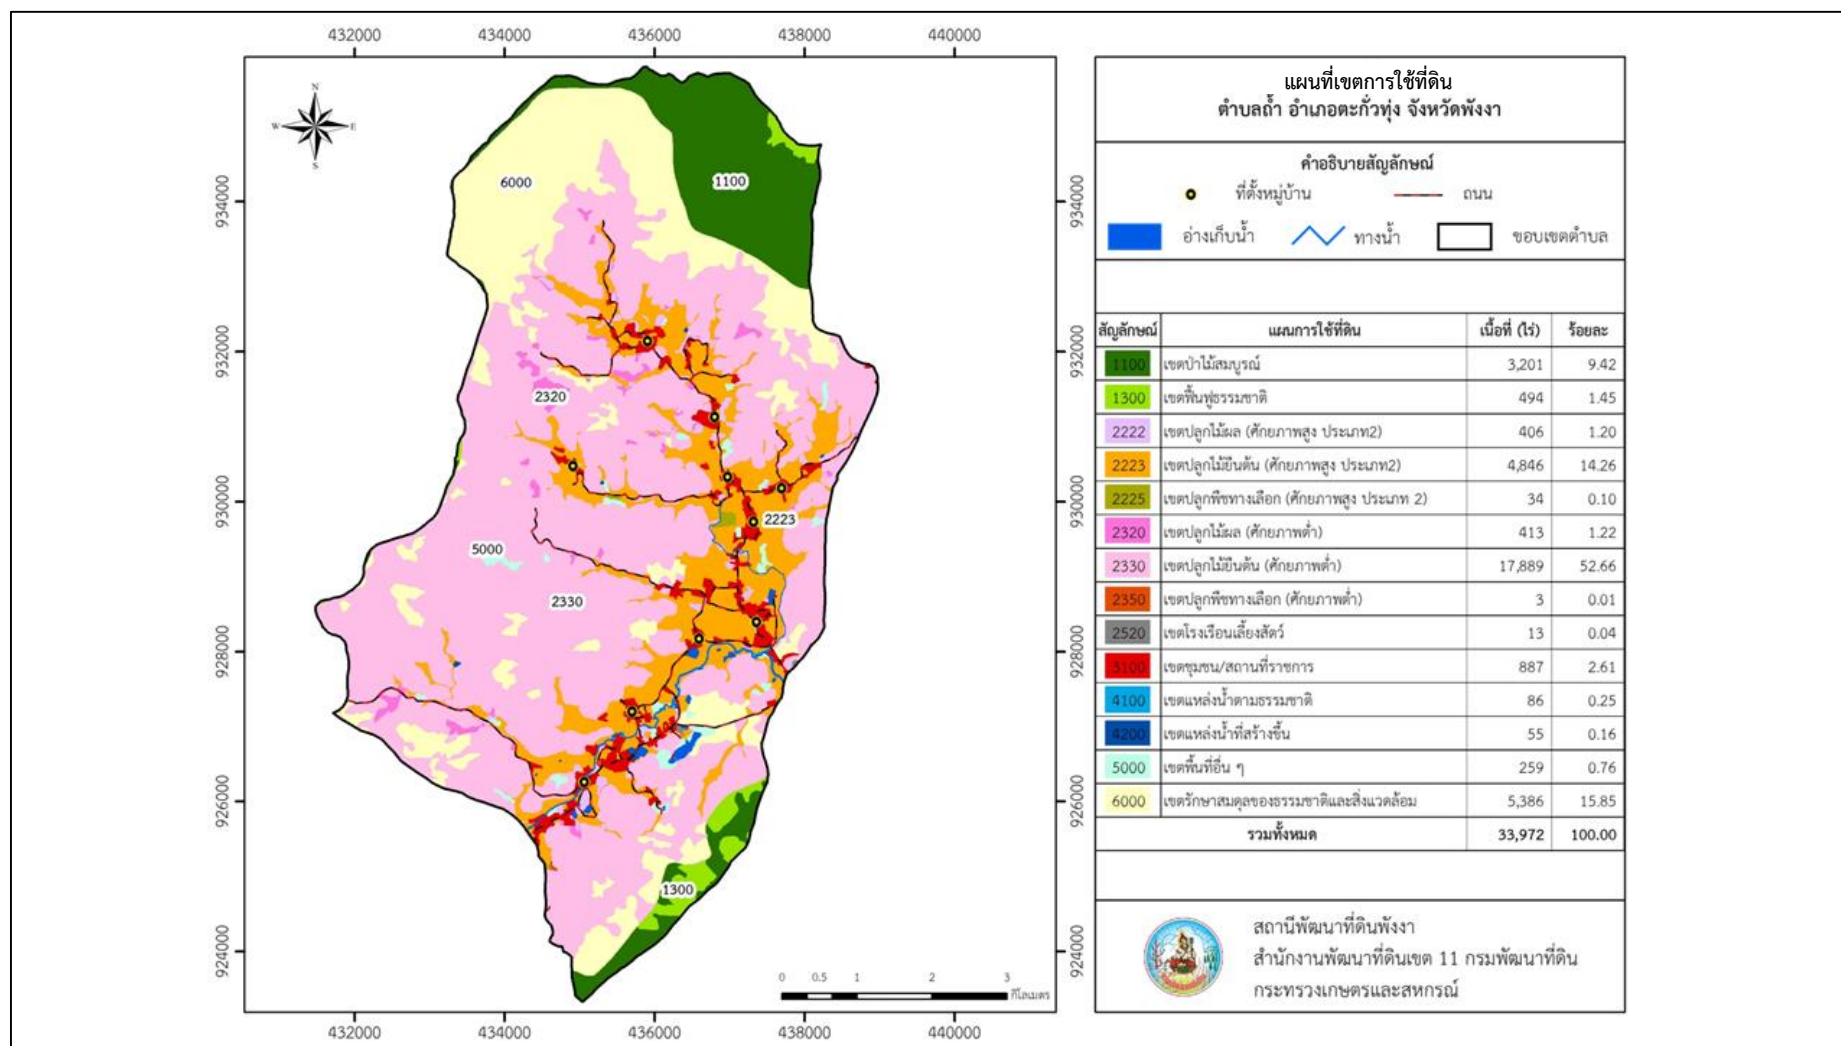 432000 434000 436000 438000 440000
934000 934000
932000 932000
930000 930000
928000 928000
926000 926000
924000 924000
N
W E
S
6000
1100
2320
2223
5000
2330
1300
0 0.5 1 2 3
กิโลเมตร
432000 434000 436000 438000 440000
แผนที่เขตการใช้ที่ดิน
ตำบลถ้ำ อำเภอตะกั่วทุ่ง จังหวัดพังงา
คำอธิบายสัญลักษณ์
ที่ตั้งหมู่บ้าน ถนน
อ่างเก็บน้ำ ทางน้ำ ขอบเขตตำบล
สัญลักษณ์ แผนการใช้ที่ดิน เนื้อที่ (ไร่) ร้อยละ
1100 เขตป่าไม้สมบูรณ์ 3,201 9.42
1300 เขตฟื้นฟูธรรมชาติ 494 1.45
2222 เขตปลูกไม้ผล (ศักยภาพสูง ประเภท2) 406 1.20
2223 เขตปลูกไม้ยืนต้น (ศักยภาพสูง ประเภท2) 4,846 14.26
2225 เขตปลูกพืชทางเลือก (ศักยภาพสูง ประเภท 2) 34 0.10
2320 เขตปลูกไม้ผล (ศักยภาพต่ำ) 413 1.22
2330 เขตปลูกไม้ยืนต้น (ศักยภาพต่ำ) 17,889 52.66
2350 เขตปลูกพืชทางเลือก (ศักยภาพต่ำ) 3 0.01
2520 เขตโรงเรือนเลี้ยงสัตว์ 13 0.04
3100 เขตชุมชน/สถานที่ราชการ 887 2.61
4100 เขตแหล่งน้ำตามธรรมชาติ 86 0.25
4200 เขตแหล่งน้ำที่สร้างขึ้น 55 0.16
5000 เขตพื้นที่อื่น ๆ 259 0.76
6000 เขตรักษาสมดุลของธรรมชาติและสิ่งแวดล้อม 5,386 15.85
รวมทั้งหมด 33,972 100.00
สถานีพัฒนาที่ดินพังงา
สำนักงานพัฒนาที่ดินเขต 11 กรมพัฒนาที่ดิน
กระทรวงเกษตรและสหกรณ์